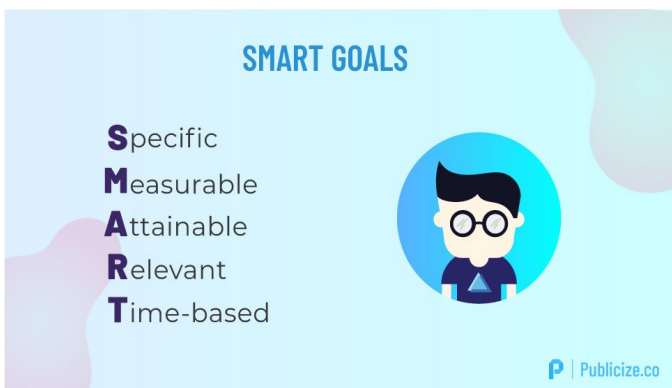 SMART GOALS
Specific
Measurable
Attainable
Relevant
Time-based
P | Publicize.co